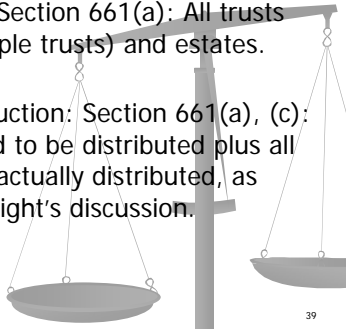 Section 661(a): All trusts
ple trusts) and estates.
uction: Section 661(a), (c):
d to be distributed plus all
actually distributed, as
ight's discussion.
39